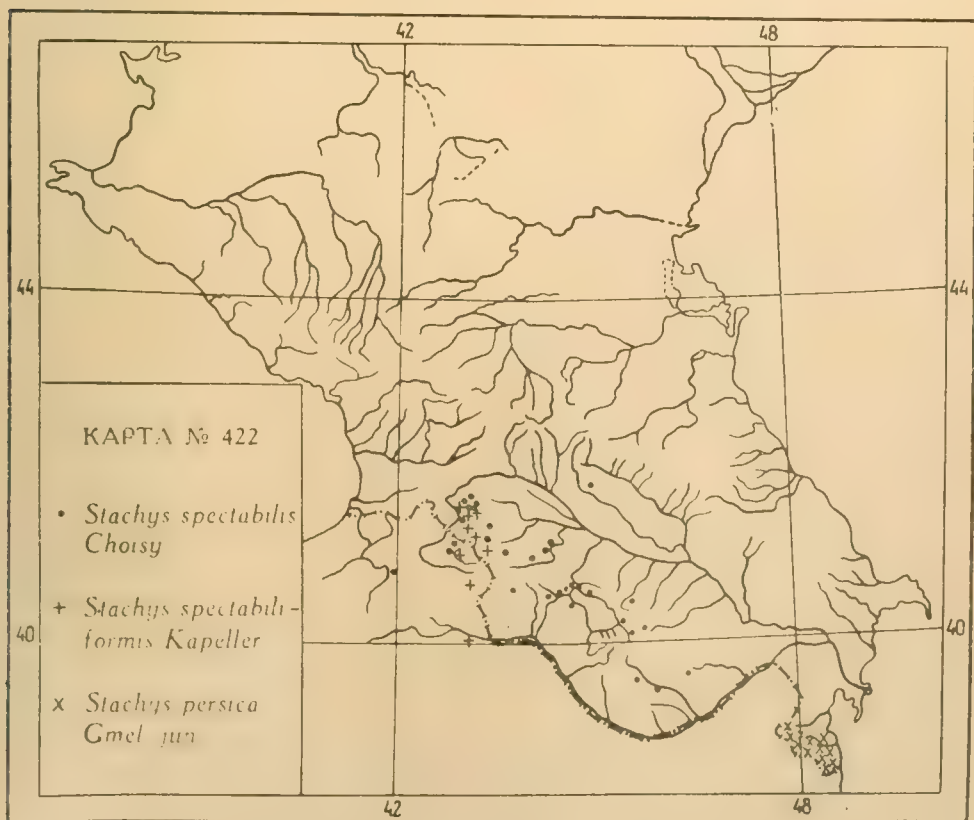 42 48
44 44
КАРТА № 422
• Stachys spectabilis
Choisy
+ Stachys spectabili-
formis Kapeller
40 40
x Stachys persica
Gmel jun
42 48